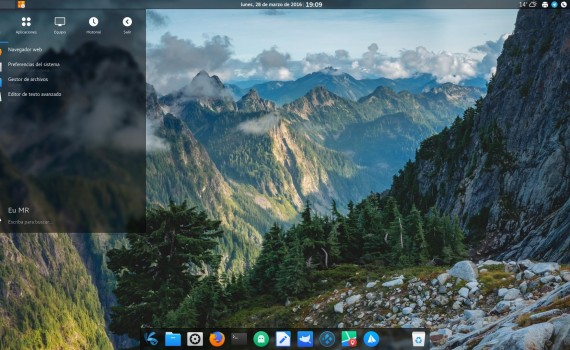 lunes, 28 de marzo de 2016 19:09
14°
Aplicaciones Equipo Historial Salir
Navegador web
Preferencias del sistema
Gestor de archivos
Editor de texto avanzado
Eu MR
Escriba para buscar...